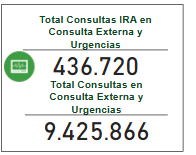 Total Consultas IRA en
Consulta Externa y
Urgencias
436.720
Total Consultas en
Consulta Externa y
Urgencias
9.425.866